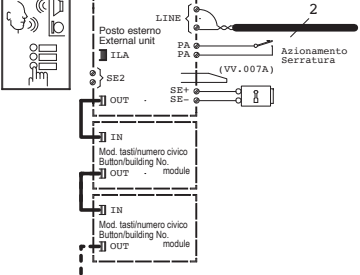 2
LINE
Posto esterno
External unit
PA
PA
Azionamento
Serratura
ILA
(VV.007A)
SE2
SE+
SE-
OUT
IN
Mod. tasti/numero civico
Button/building No.
module
OUT
IN
Mod. tasti/numero civico
Button/building No.
module
OUT